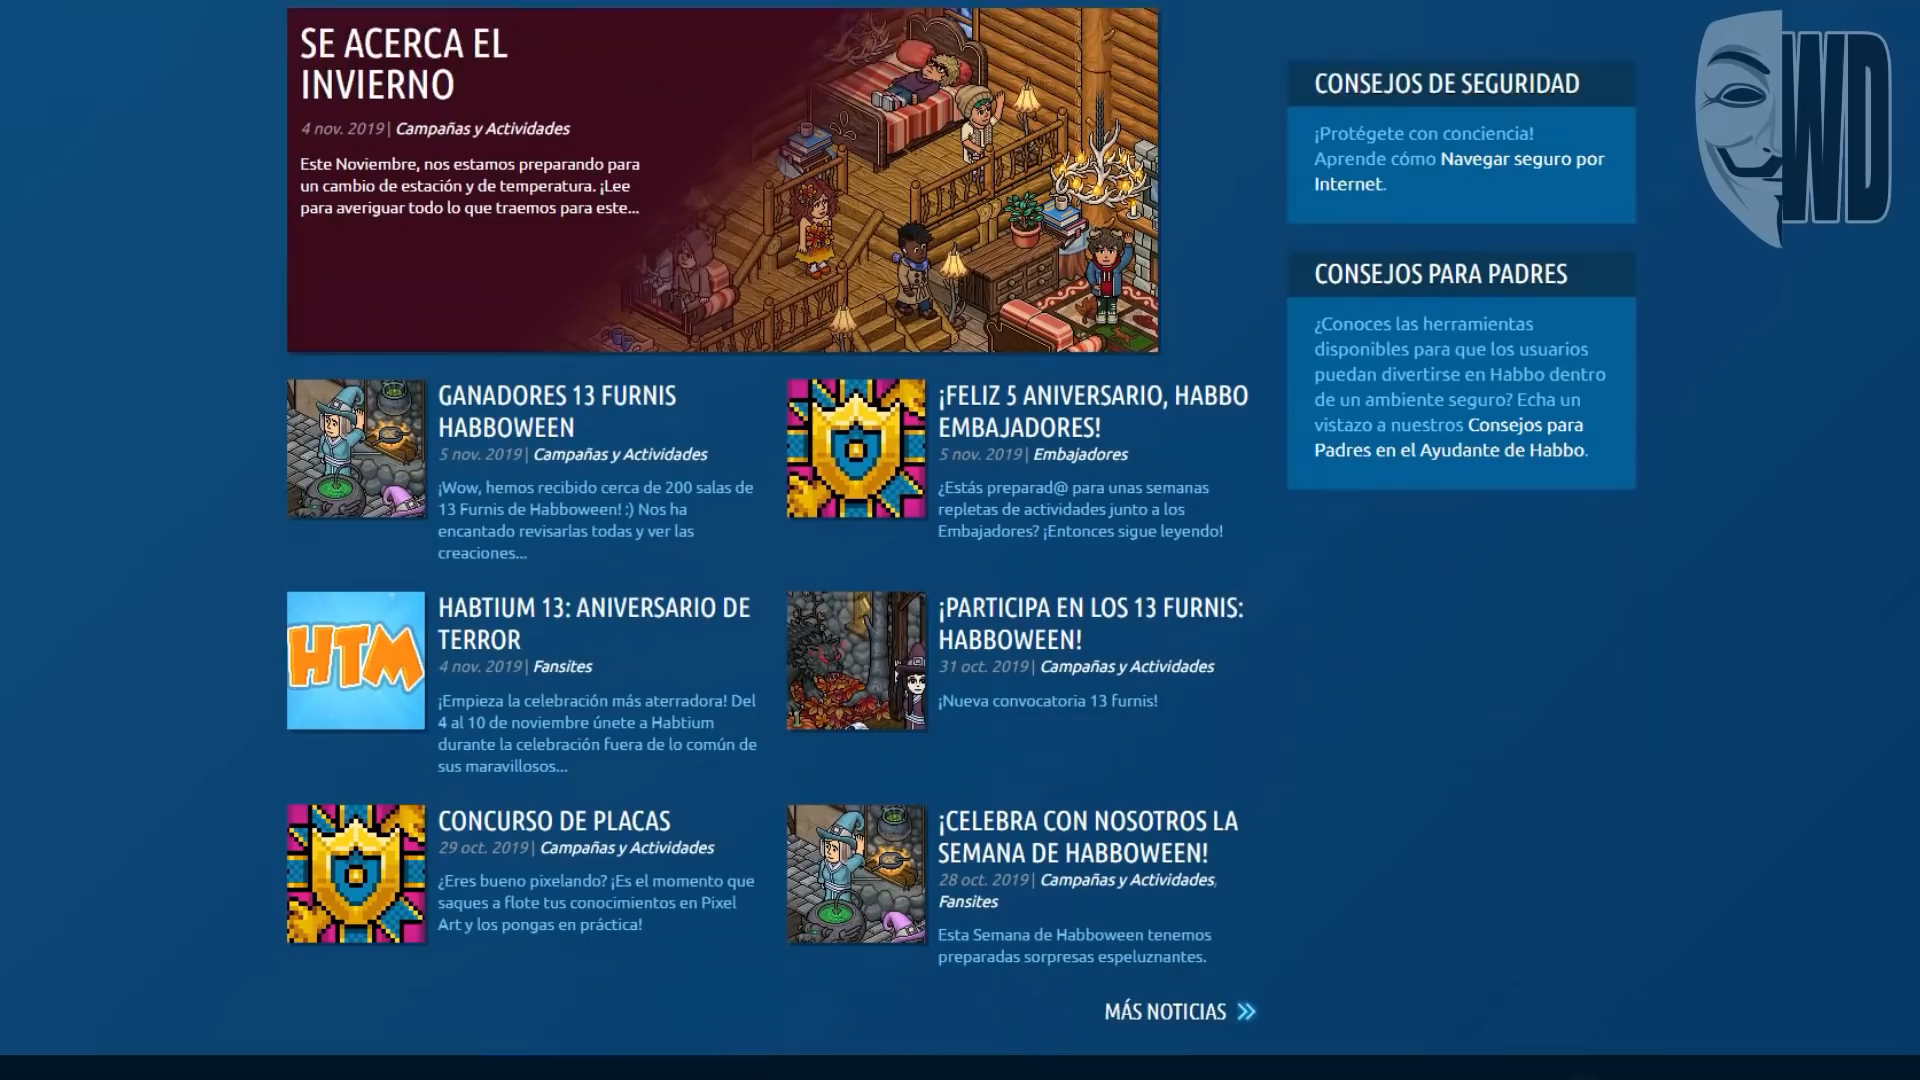 SE ACERCA EL
INVIERNO
4 nov. 2019 | Campañas y Actividades
Este Noviembre, nos estamos preparando para
un cambio de estación y de temperatura. ¡Lee
para averiguar todo lo que traemos para este...
GANADORES 13 FURNIS
HABBOWEEN
5 nov. 2019 | Campañas y Actividades
¡Wow, hemos recibido cerca de 200 salas de
13 Furnis de Habboween! :) Nos ha
encantado revisarlas todas y ver las
creaciones...
¡FELIZ 5 ANIVERSARIO, HABBO
EMBAJADORES!
5 nov. 2019 | Embajadores
¿Estás preparad@ para unas semanas
repletas de actividades junto a los
Embajadores? ¡Entonces sigue leyendo!
HTM
HABTIUM 13: ANIVERSARIO DE
TERROR
4 nov. 2019 | Fansites
¡Empieza la celebración más aterradora! Del
4 al 10 de noviembre únete a Habtium
durante la celebración fuera de lo común de
sus maravillosos...
¡PARTICIPA EN LOS 13 FURNIS:
HABBOWEEN!
31 oct. 2019 | Campañas y Actividades
¡Nueva convocatoria 13 furnis!
CONCURSO DE PLACAS
29 oct. 2019 | Campañas y Actividades
¿Eres bueno pixelando? ¡Es el momento que
saques a flote tus conocimientos en Pixel
Art y los pongas en práctica!
¡CELEBRA CON NOSOTROS LA
SEMANA DE HABBOWEEN!
28 oct. 2019 | Campañas y Actividades,
Fansites
Esta Semana de Habboween tenemos
preparadas sorpresas espeluznantes.
MÁS NOTICIAS
CONSEJOS DE SEGURIDAD
¡Protégete con conciencia!
Aprende cómo Navegar seguro por
Internet.
CONSEJOS PARA PADRES
¿Conoces las herramientas
disponibles para que los usuarios
puedan divertirse en Habbo dentro
de un ambiente seguro? Echa un
vistazo a nuestros Consejos para
Padres en el Ayudante de Habbo.
WD